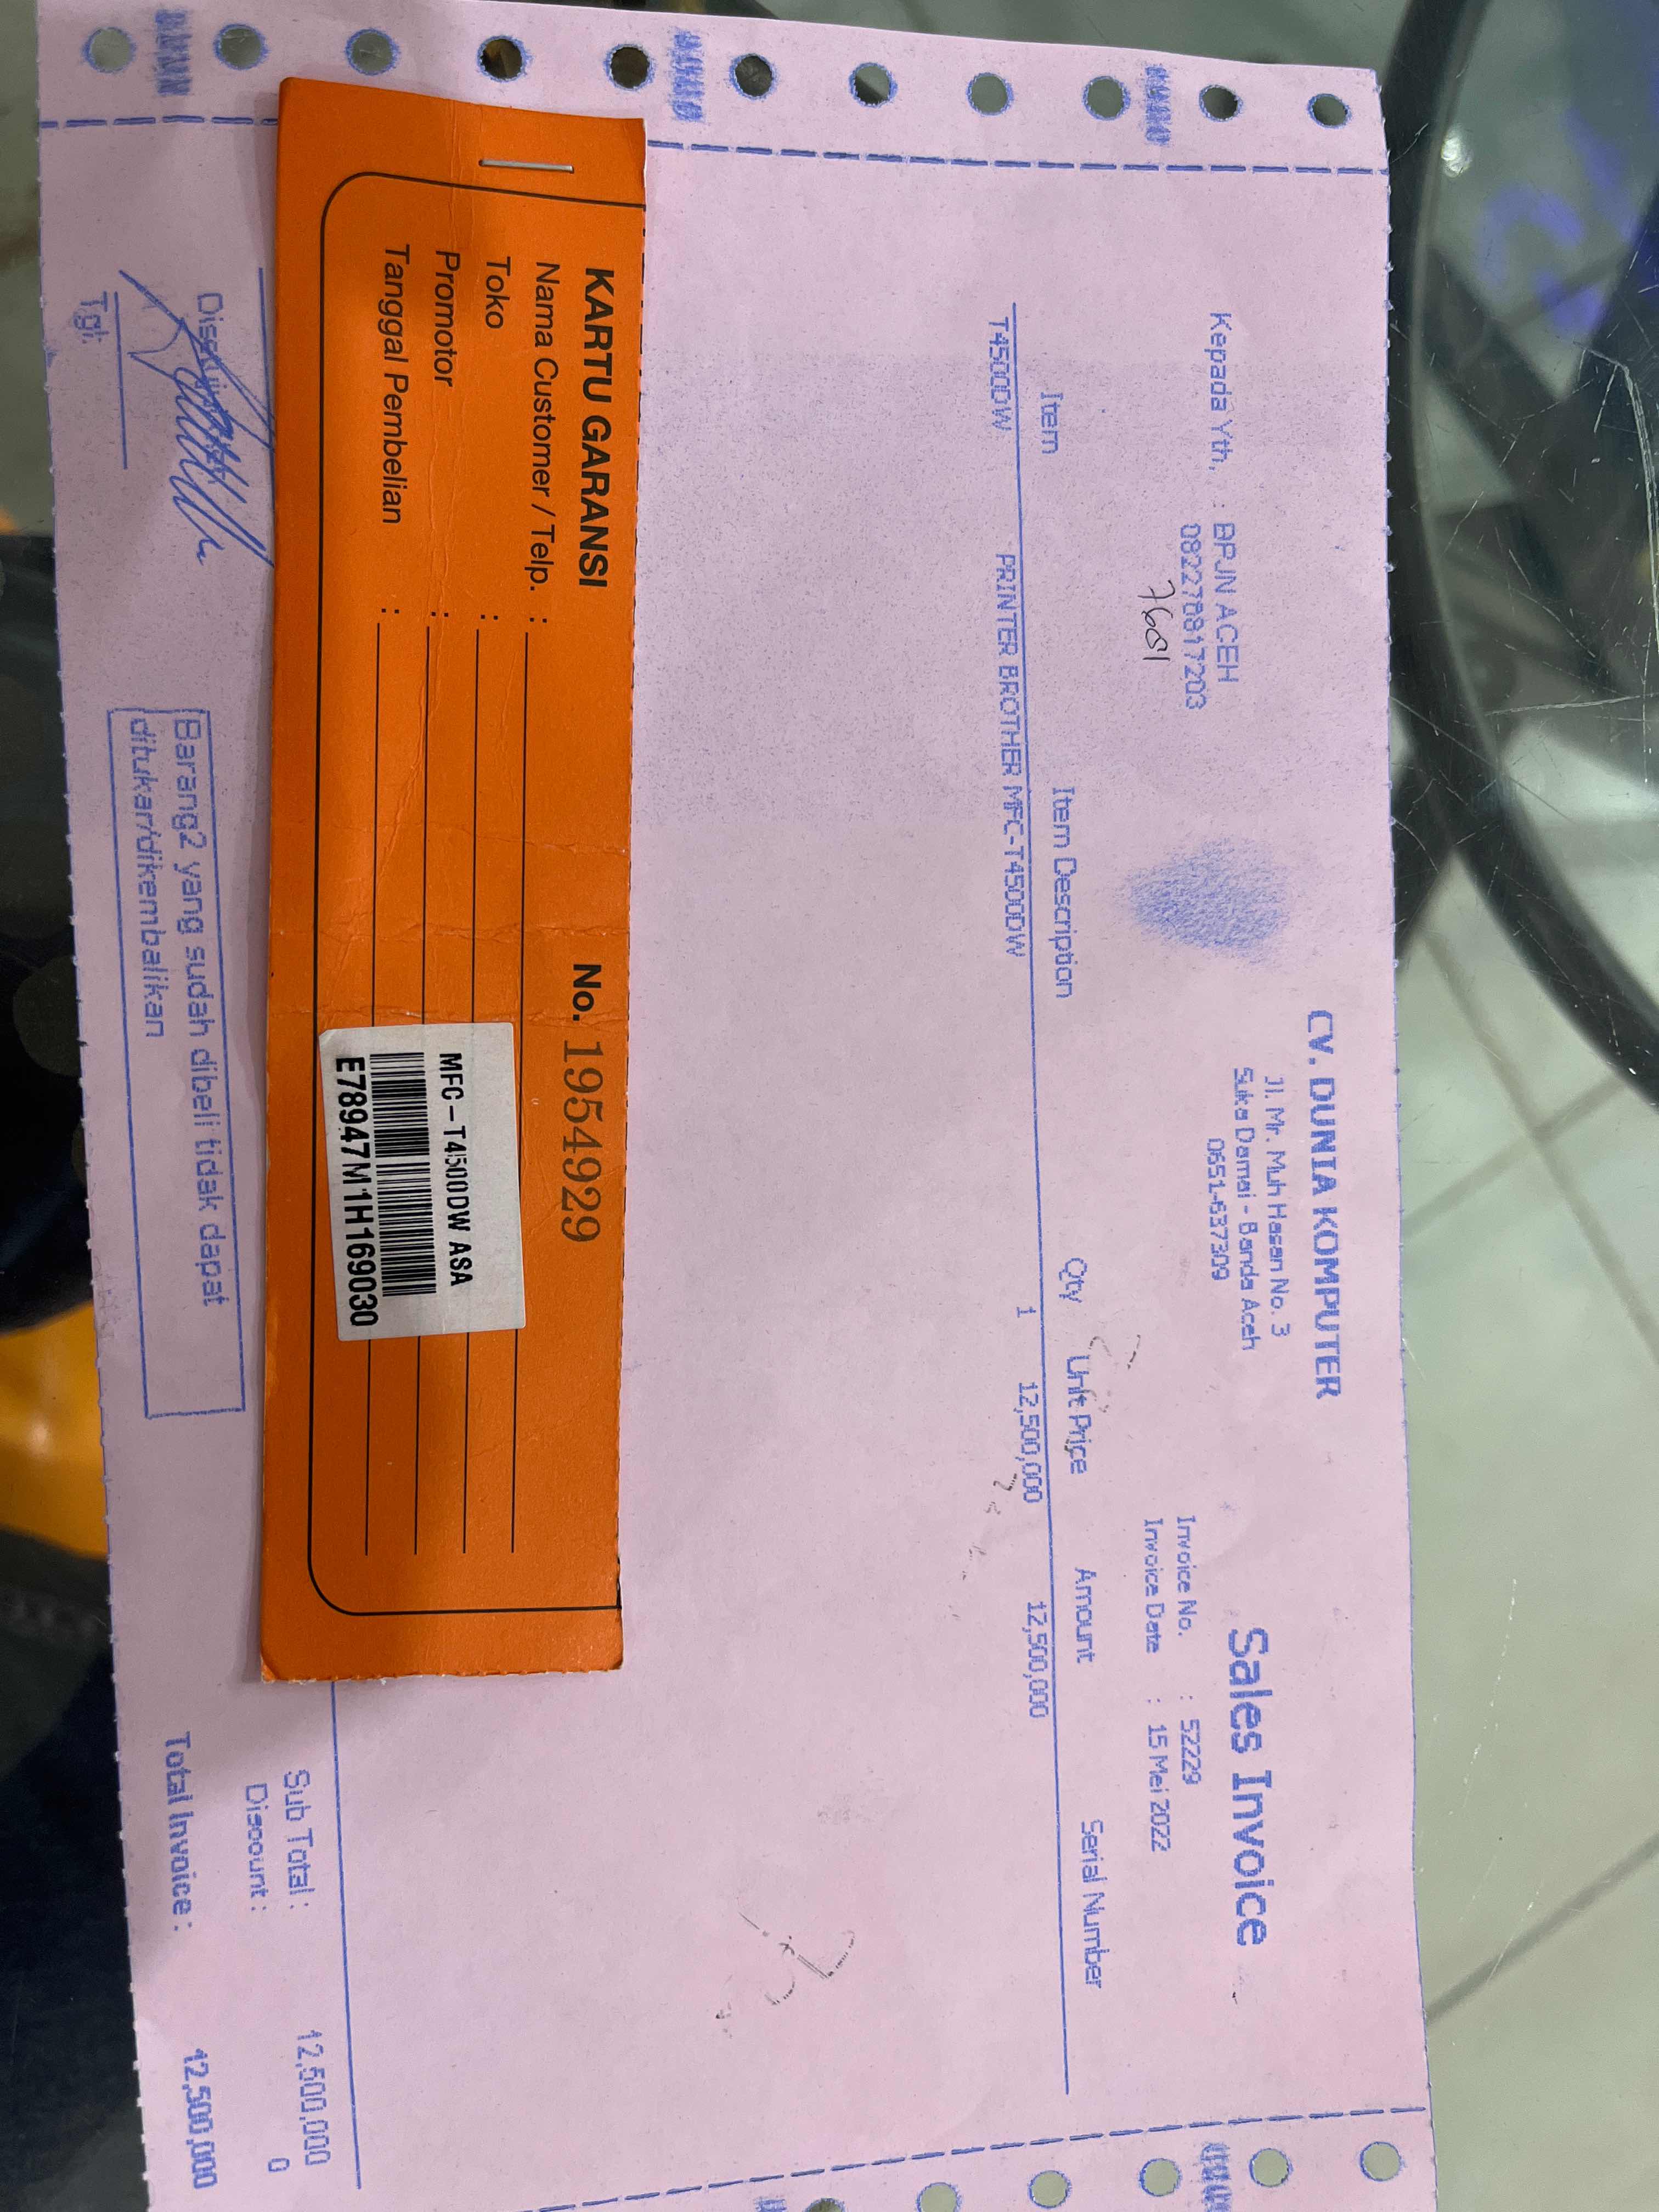 CV. DUNIA KOMPUTER
Jl. Mr. Muh Hasan No. 3
Suka Damai - Banda Aceh
0651-637309
Sales Invoice
Kepada Yth, : BPJN ACEH
082278817203
7681
Invoice No. : 52229
Invoice Date : 15 Mei 2022
Item Item Description Qty Unit Price Amount Serial Number
T4500DW PRINTER BROTHER MFC-T4500DW 1 12,500,000 12,500,000
KARTU GARANSI No. 1954929
Nama Customer / Telp. :
Toko :
Promotor :
Tanggal Pembelian :
MFC-T4500DW ASA
E78947M1H169030
Sub Total : 12,500,000
Discount : 0
Total Invoice : 12,500,000
Barang2 yang sudah dibeli tidak dapat
ditukar/dikembalikan
Tgl: